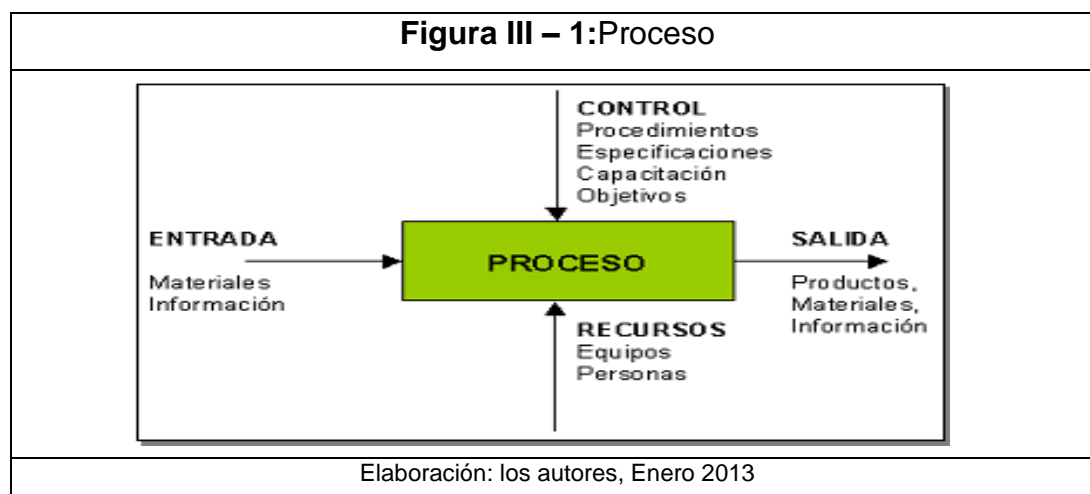 Figura III – 1:Proceso
CONTROL
Procedimientos
Especificaciones
Capacitación
Objetivos
ENTRADA
Materiales
Información
PROCESO
SALIDA
Productos,
Materiales,
Información
RECURSOS
Equipos
Personas
Elaboración: los autores, Enero 2013